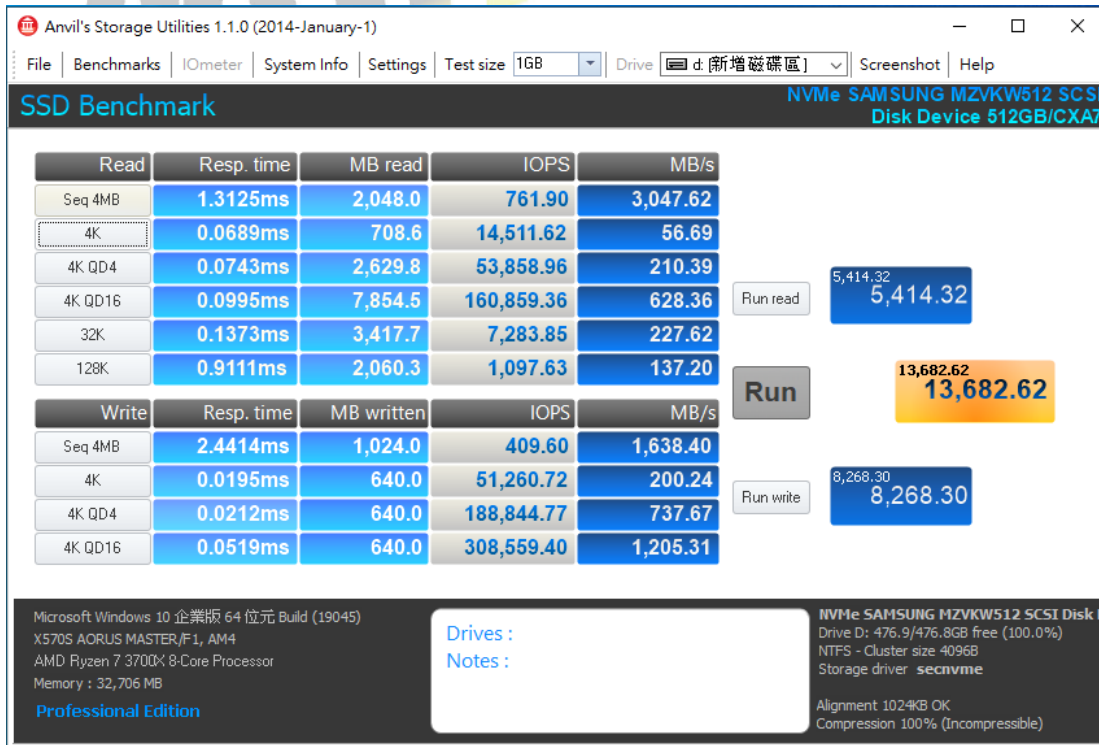 Anvil's Storage Utilities 1.1.0 (2014-January-1)
File Benchmarks IOmeter System Info Settings Test size 1GB Drive d: [新增磁碟區] Screenshot Help
SSD Benchmark
NVMe SAMSUNG MZVKW512 SCSI
Disk Device 512GB/CXA7
Read Resp. time MB read IOPS MB/s
Seq 4MB 1.3125ms 2,048.0 761.90 3,047.62
4K 0.0689ms 708.6 14,511.62 56.69
4K QD4 0.0743ms 2,629.8 53,858.96 210.39
4K QD16 0.0995ms 7,854.5 160,859.36 628.36
32K 0.1373ms 3,417.7 7,283.85 227.62
128K 0.9111ms 2,060.3 1,097.63 137.20
Run read
5,414.32
5,414.32
Run
13,682.62
13,682.62
Write Resp. time MB written IOPS MB/s
Seq 4MB 2.4414ms 1,024.0 409.60 1,638.40
4K 0.0195ms 640.0 51,260.72 200.24
4K QD4 0.0212ms 640.0 188,844.77 737.67
4K QD16 0.0519ms 640.0 308,559.40 1,205.31
Run write
8,268.30
8,268.30
Microsoft Windows 10 企業版 64 位元 Build (19045)
X570S AORUS MASTER/F1, AM4
AMD Ryzen 7 3700X 8-Core Processor
Memory : 32,706 MB
Professional Edition
Drives :
Notes :
NVMe SAMSUNG MZVKW512 SCSI Disk
Drive D: 476.9/476.8GB free (100.0%)
NTFS - Cluster size 4096B
Storage driver secnvme
Alignment 1024KB OK
Compression 100% (Incompressible)